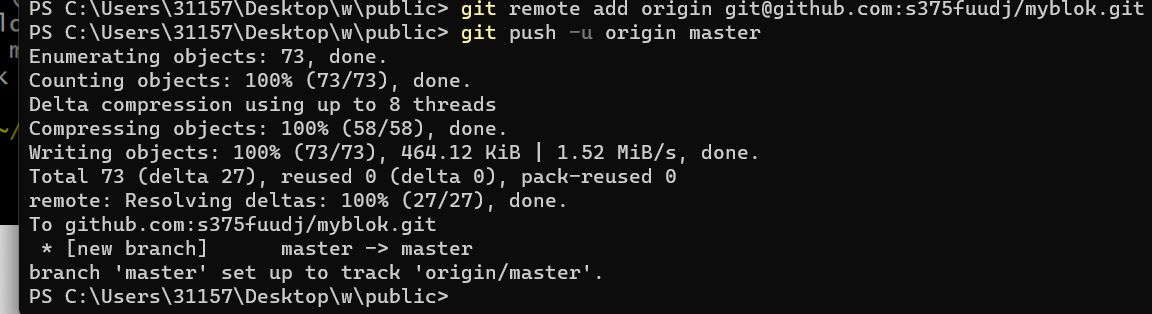 PS C:\Users\31157\Desktop\w\public> git remote add origin git@github.com:s375fuudj/myblok.git
PS C:\Users\31157\Desktop\w\public> git push -u origin master
Enumerating objects: 73, done.
Counting objects: 100% (73/73), done.
Delta compression using up to 8 threads
Compressing objects: 100% (58/58), done.
Writing objects: 100% (73/73), 464.12 KiB | 1.52 MiB/s, done.
Total 73 (delta 27), reused 0 (delta 0), pack-reused 0
remote: Resolving deltas: 100% (27/27), done.
To github.com:s375fuudj/myblok.git
 * [new branch]      master -> master
branch 'master' set up to track 'origin/master'.
PS C:\Users\31157\Desktop\w\public>